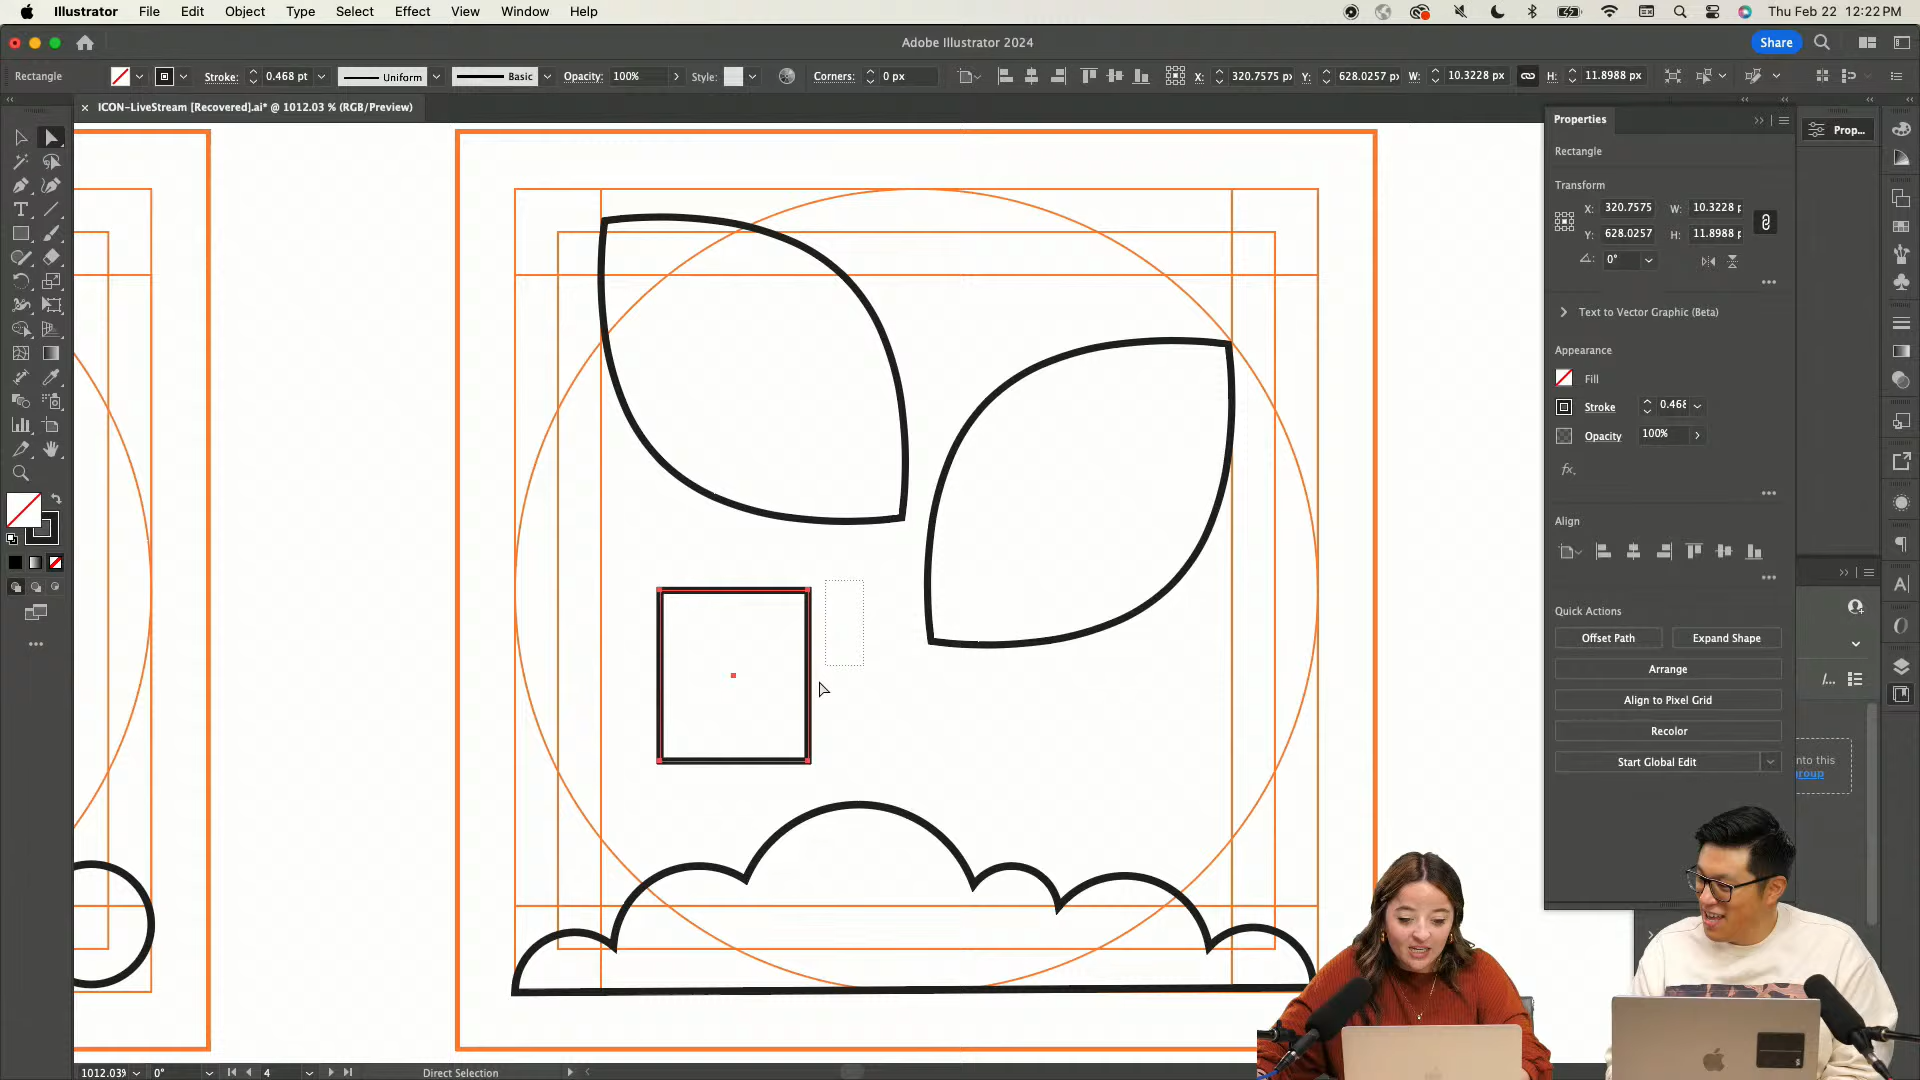 Illustrator File Edit Object Type Select Effect View Window Help
Thu Feb 22 12:22 PM
Adobe Illustrator 2024
Share
Rectangle
Stroke: 0.468 pt
Uniform
Basic
Opacity: 100%
Style:
Corners: 0 px
X: 320.7575 px
Y: 628.0257 px
W: 10.3228 px
H: 11.8988 px
× ICON-LiveStream [Recovered].ai* @ 1012.03 % (RGB/Preview)
Properties
Prop...
Rectangle
Transform
X: 320.7575 W: 10.3228
Y: 628.0257 H: 11.8988
0°
Text to Vector Graphic (Beta)
Appearance
Fill
Stroke 0.468
Opacity 100%
fx.
Align
Quick Actions
Offset Path Expand Shape
Arrange
/...
Align to Pixel Grid
Recolor
Start Global Edit
nto this
group
1012.03% 0° 4 Direct Selection